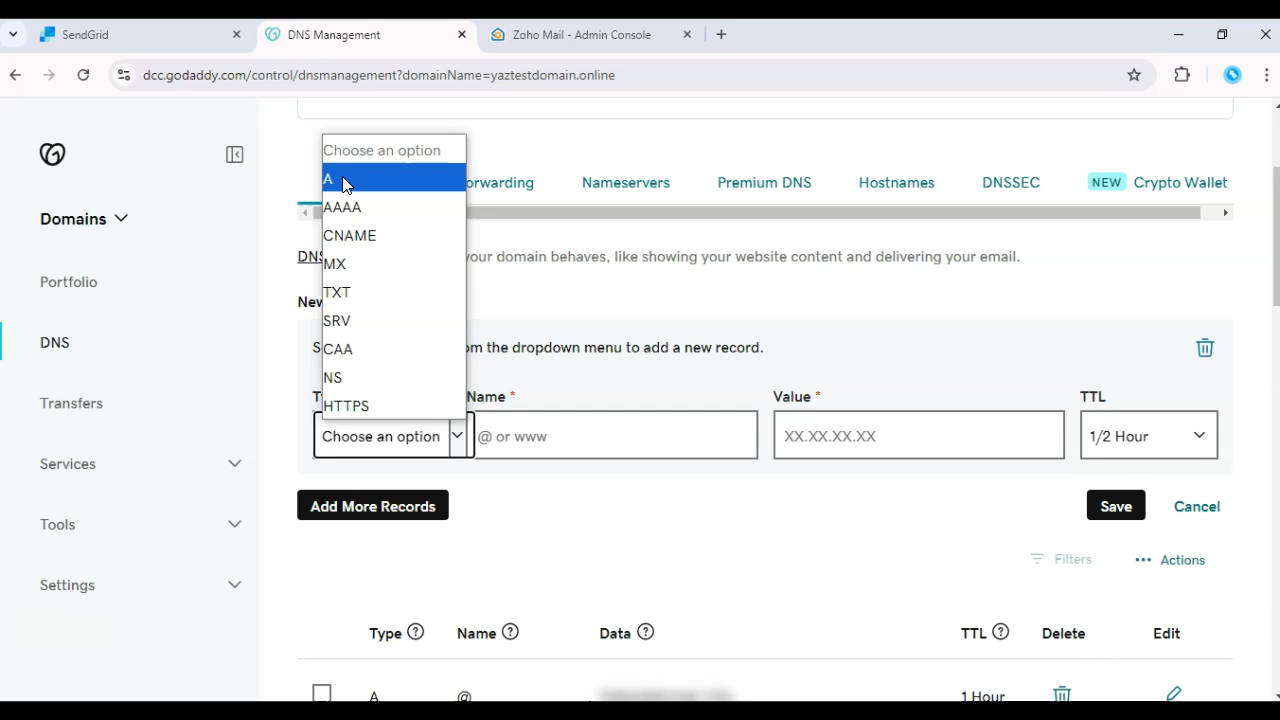 SendGrid
DNS Management
Zoho Mail - Admin Console
dcc.godaddy.com/control/dnsmanagement?domainName=yaztestdomain.online
Domains
Portfolio
DNS
Transfers
Services
Tools
Settings
orwarding
Nameservers
Premium DNS
Hostnames
DNSSEC
NEW Crypto Wallet
DNS
our domain behaves, like showing your website content and delivering your email.
New
Choose an option
A
AAAA
CNAME
MX
TXT
SRV
CAA
NS
HTTPS
S
om the dropdown menu to add a new record.
Name *
Value *
TTL
Choose an option
@ or www
XX.XX.XX.XX
1/2 Hour
Add More Records
Save
Cancel
Filters
Actions
Type
Name
Data
TTL
Delete
Edit
A
@
1 Hour